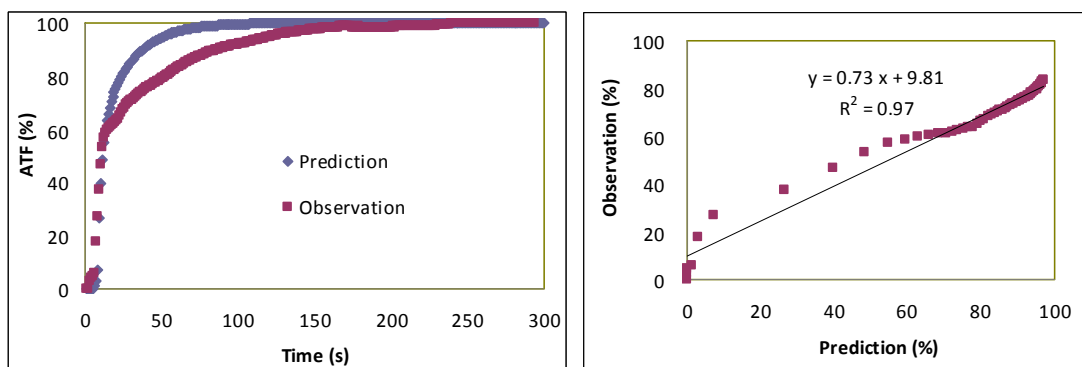 100
80
60
40
20
0
ATF (%)
Prediction
Observation
0 50 100 150 200 250 300
Time (s)
100
80
60
40
20
0
Observation (%)
y = 0.73 x + 9.81
R² = 0.97
0 20 40 60 80 100
Prediction (%)